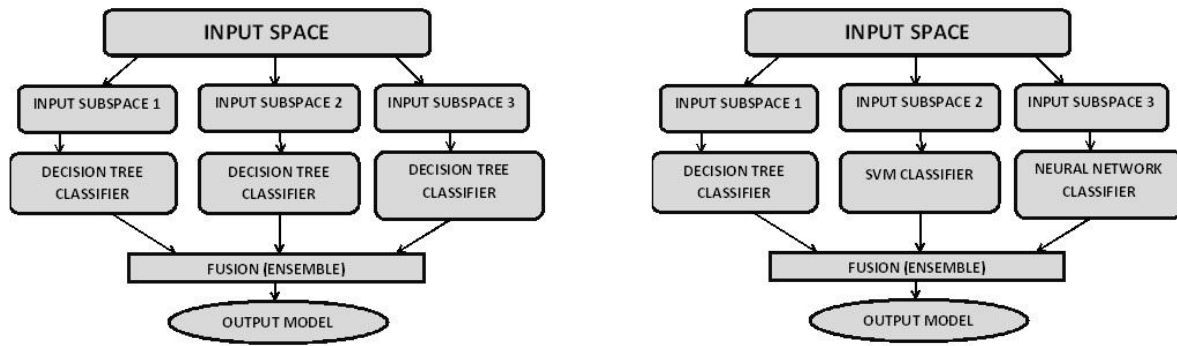 INPUT SPACE
INPUT SUBSPACE 1
INPUT SUBSPACE 2
INPUT SUBSPACE 3
DECISION TREE
CLASSIFIER
DECISION TREE
CLASSIFIER
DECISION TREE
CLASSIFIER
FUSION (ENSEMBLE)
OUTPUT MODEL
INPUT SPACE
INPUT SUBSPACE 1
INPUT SUBSPACE 2
INPUT SUBSPACE 3
DECISION TREE
CLASSIFIER
SVM CLASSIFIER
NEURAL NETWORK
CLASSIFIER
FUSION (ENSEMBLE)
OUTPUT MODEL